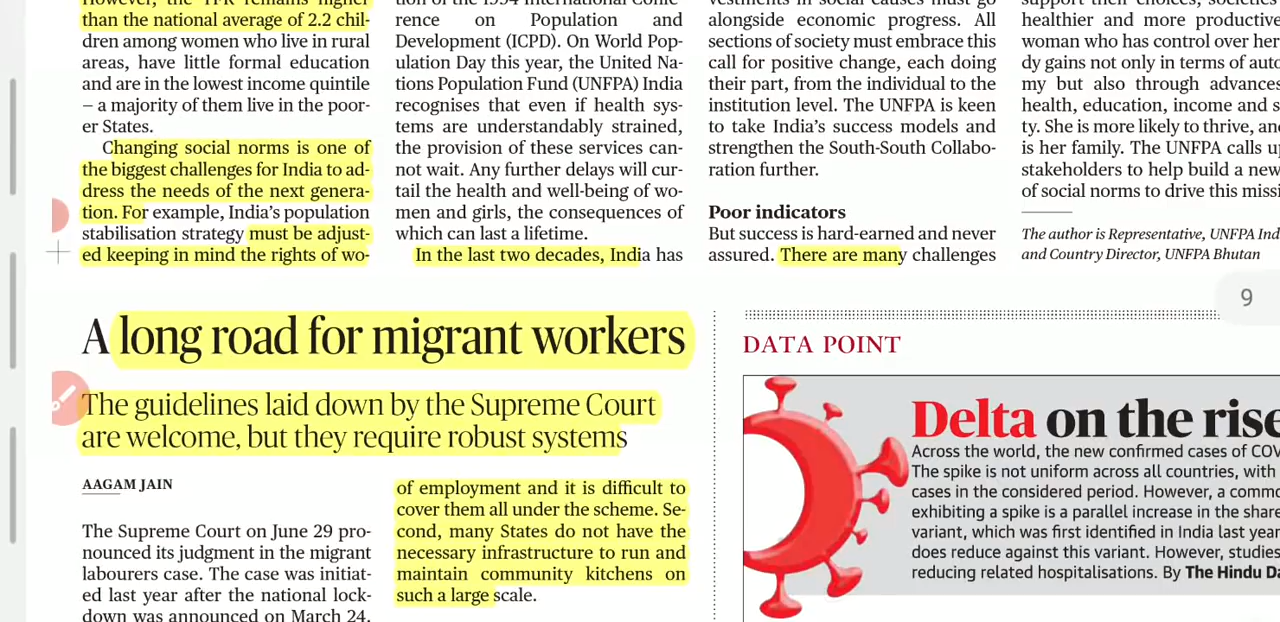 However, the TFR remains higher
than the national average of 2.2 chil-
dren among women who live in rural
areas, have little formal education
and are in the lowest income quintile
– a majority of them live in the poor-
er States.
Changing social norms is one of
the biggest challenges for India to ad-
dress the needs of the next genera-
tion. For example, India's population
stabilisation strategy must be adjust-
ed keeping in mind the rights of wo-
tion of the 1994 International Confe-
rence on Population and
Development (ICPD). On World Pop-
ulation Day this year, the United Na-
tions Population Fund (UNFPA) India
recognises that even if health sys-
tems are understandably strained,
the provision of these services can-
not wait. Any further delays will cur-
tail the health and well-being of wo-
men and girls, the consequences of
which can last a lifetime.
In the last two decades, India has
vestments in social causes must go
alongside economic progress. All
sections of society must embrace this
call for positive change, each doing
their part, from the individual to the
institution level. The UNFPA is keen
to take India's success models and
strengthen the South-South Collabo-
ration further.
Poor indicators
But success is hard-earned and never
assured. There are many challenges
support their choices, societies
healthier and more productive
woman who has control over her
dy gains not only in terms of auto
my but also through advances
health, education, income and s
ty. She is more likely to thrive, and
is her family. The UNFPA calls up
stakeholders to help build a new
of social norms to drive this missi
The author is Representative, UNFPA Ind
and Country Director, UNFPA Bhutan
9
A long road for migrant workers
The guidelines laid down by the Supreme Court
are welcome, but they require robust systems
AAGAM JAIN
The Supreme Court on June 29 pro-
nounced its judgment in the migrant
labourers case. The case was initiat-
ed last year after the national lock-
down was announced on March 24.
of employment and it is difficult to
cover them all under the scheme. Se-
cond, many States do not have the
necessary infrastructure to run and
maintain community kitchens on
such a large scale.
DATA POINT
Delta on the rise
Across the world, the new confirmed cases of COV
The spike is not uniform across all countries, with
cases in the considered period. However, a commo
exhibiting a spike is a parallel increase in the share
variant, which was first identified in India last year
does reduce against this variant. However, studies
reducing related hospitalisations. By The Hindu Da